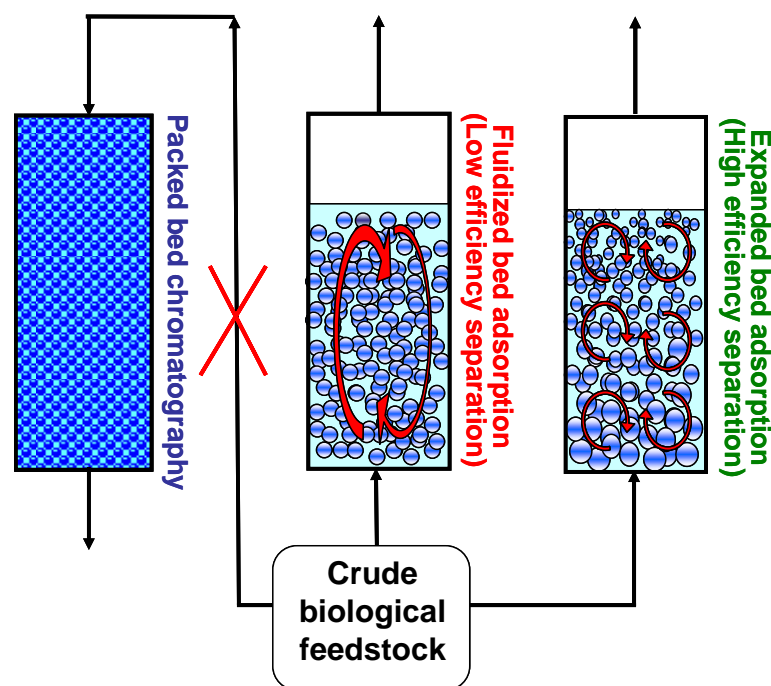 Packed bed chromatography
Fluidized bed adsorption
(Low efficiency separation)
Expanded bed adsorption
(High efficiency separation)
Crude
biological
feedstock